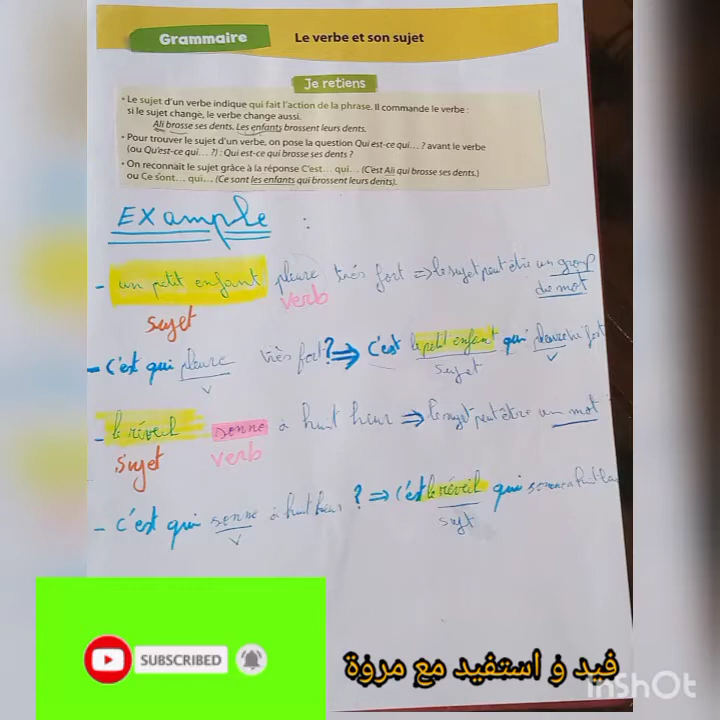 Grammaire
Le verbe et son sujet
Je retiens
• Le sujet d'un verbe indique qui fait l'action de la phrase. Il commande le verbe :
si le sujet change, le verbe change aussi.
Ali brosse ses dents. Les enfants brossent leurs dents.
• Pour trouver le sujet d'un verbe, on pose la question Qui est-ce qui... ? avant le verbe
(ou Qu'est-ce qui... ?) : Qui est-ce qui brosse ses dents ?
• On reconnait le sujet grâce à la réponse C'est... qui... (C'est Ali qui brosse ses dents.)
ou Ce sont... qui... (Ce sont les enfants qui brossent leurs dents).
EXample :
- un petit enfant pleure très fort ⇒ le sujet peut être un group
du mot
sujet verb
- c'est qui pleure très fort ? ⇒ c'est le petit enfant qui fort
v sujet v
- le réveil sonne à huit heur ⇒ le sujet peut être un mot
sujet verb
- c'est qui sonne à huit heur ? ⇒ c'est le réveil qui
v sujt
SUBSCRIBED
فيد و استفيد مع مروة
InShOt